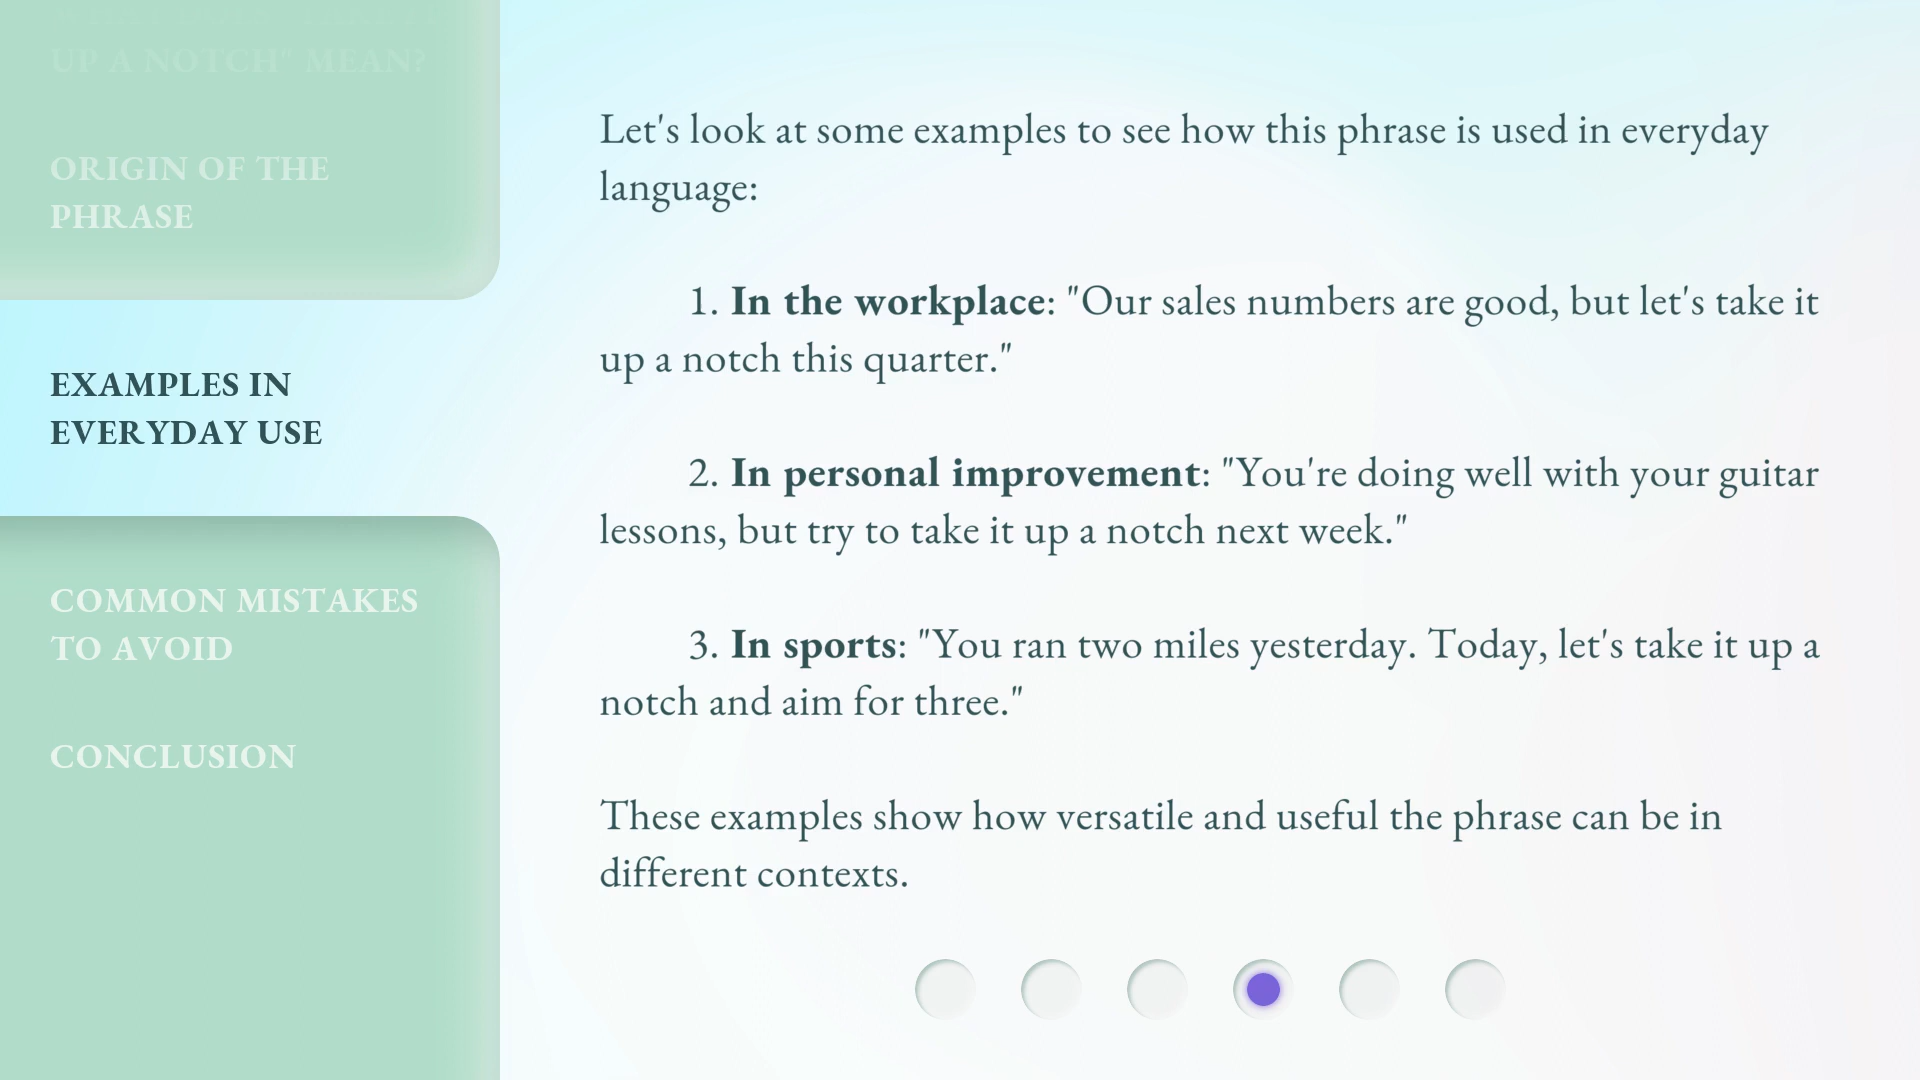 UP A NOTCH" MEAN?
ORIGIN OF THE
PHRASE
EXAMPLES IN
EVERYDAY USE
COMMON MISTAKES
TO AVOID
CONCLUSION
Let's look at some examples to see how this phrase is used in everyday
language:
1. In the workplace: "Our sales numbers are good, but let's take it
up a notch this quarter."
2. In personal improvement: "You're doing well with your guitar
lessons, but try to take it up a notch next week."
3. In sports: "You ran two miles yesterday. Today, let's take it up a
notch and aim for three."
These examples show how versatile and useful the phrase can be in
different contexts.